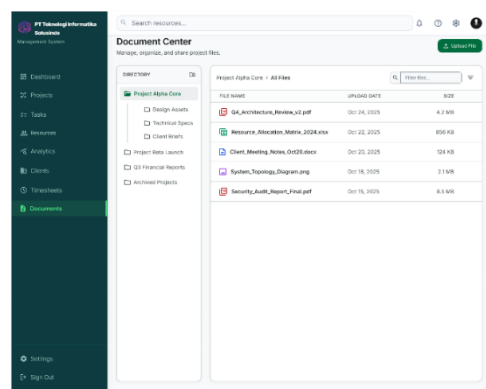 PT Teknologi Informatika
Solusindo
Management System
Dashboard
Projects
Tasks
Resources
Analytics
Clients
Timesheets
Documents
Settings
Sign Out
Search resources...
Document Center
Manage, organize, and share project files.
Upload File
DIRECTORY
Project Alpha Core
Design Assets
Technical Specs
Client Briefs
Project Beta Launch
Q3 Financial Reports
Archived Projects
Project Alpha Core > All Files
Filter files...
FILE NAME UPLOAD DATE SIZE
Q4_Architecture_Review_v2.pdf Oct 24, 2025 4.2 MB
Resource_Allocation_Matrix_2024.xlsx Oct 22, 2025 856 KB
Client_Meeting_Notes_Oct20.docx Oct 20, 2025 124 KB
System_Topology_Diagram.png Oct 18, 2025 2.1 MB
Security_Audit_Report_Final.pdf Oct 15, 2025 8.5 MB